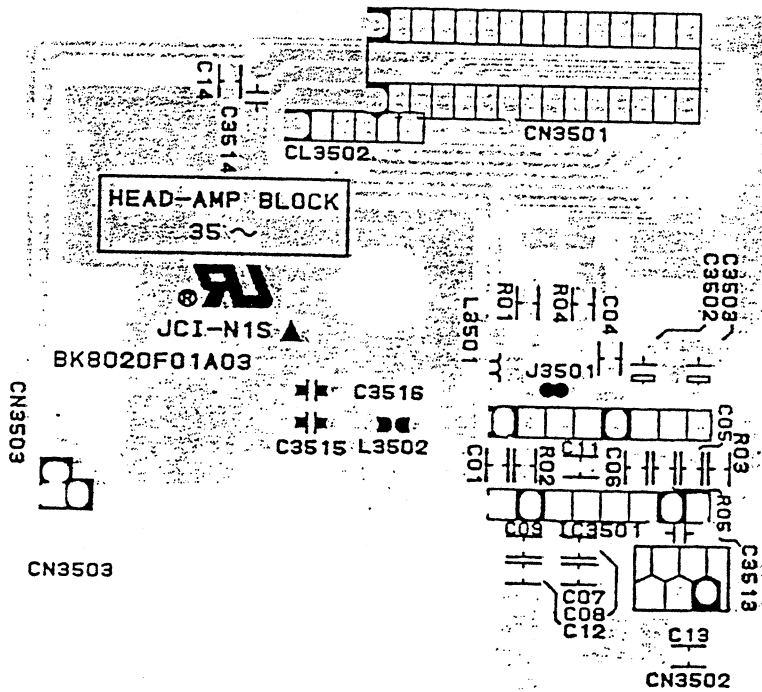 C14
C3514
CL3502
CN3501
HEAD-AMP BLOCK
35~
®
JCI-N1S
BK8020F01A03
L3501
R01
R04
C04
C3502
C3503
J3501
CN3503
C3516
C3515
L3502
C05
C01
R02
C11
C06
R03
C09
IC3501
R05
C3513
CN3503
C07
C08
C12
C13
CN3502